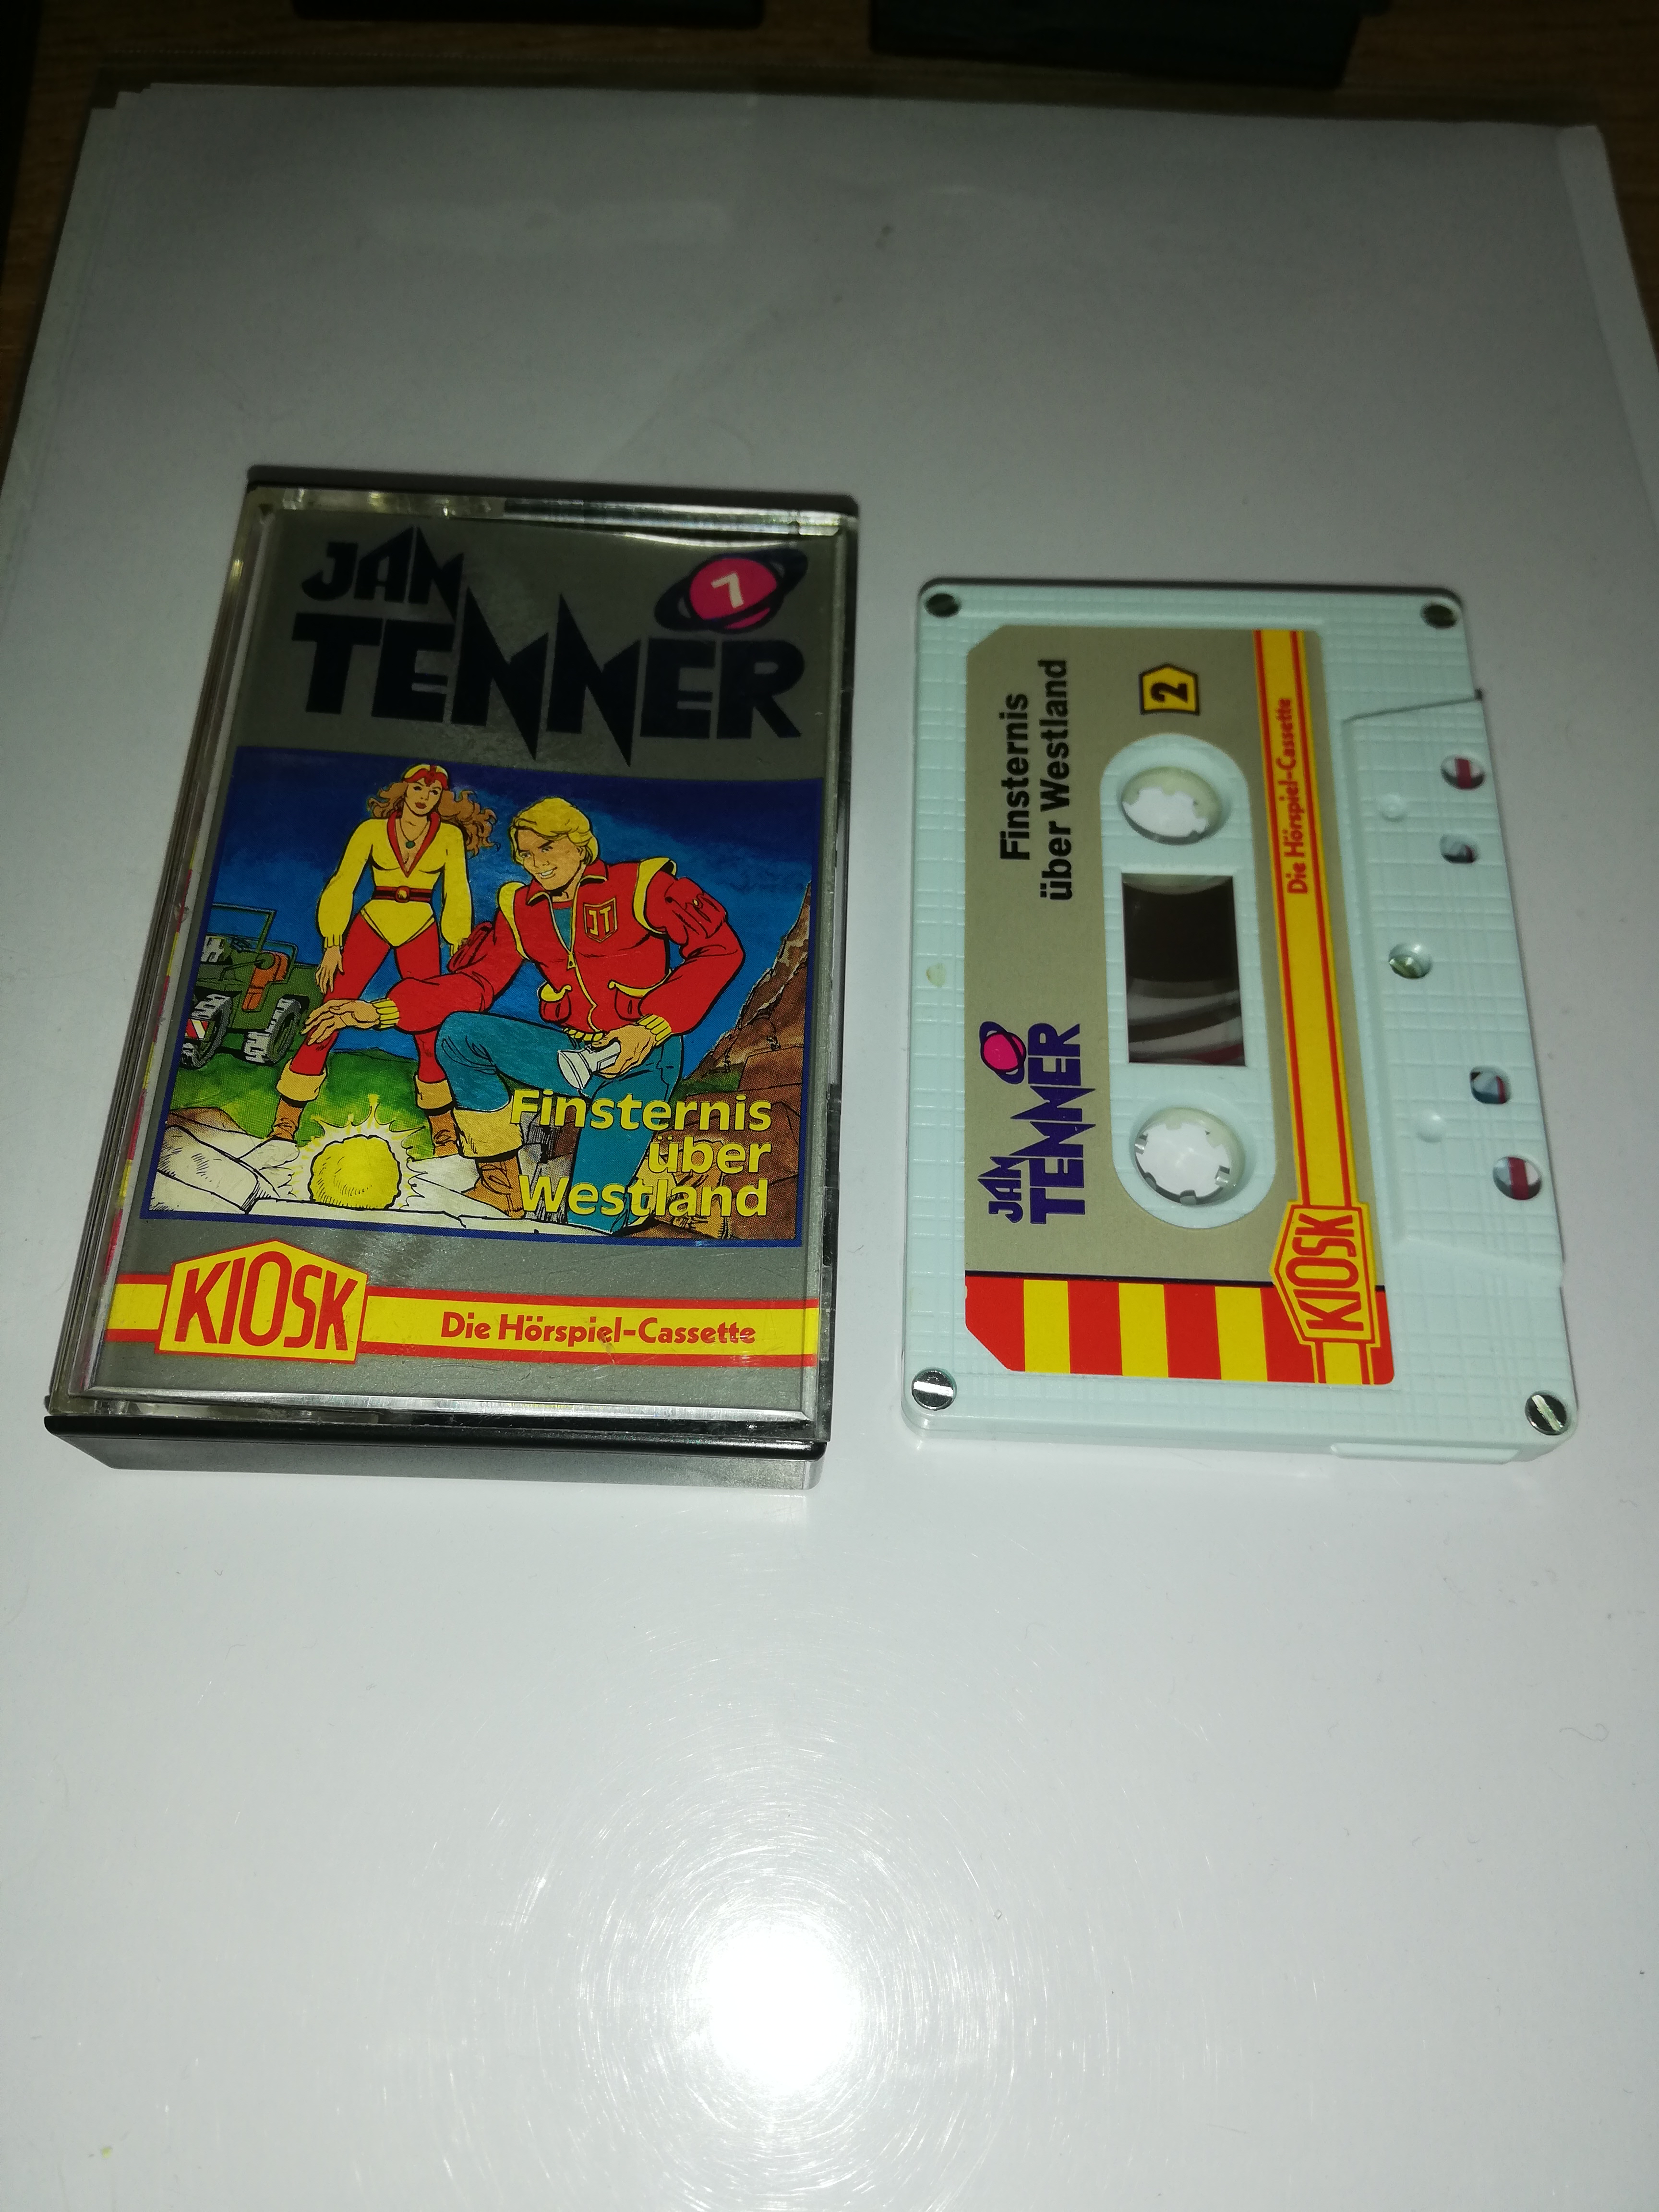 JAN
TENNER
7
JT
Finsternis
über
Westland
KIOSK
Die Hörspiel-Cassette
Finsternis
über Westland
2
JAN
TENNER
Die Hörspiel-Cassette
KIOSK